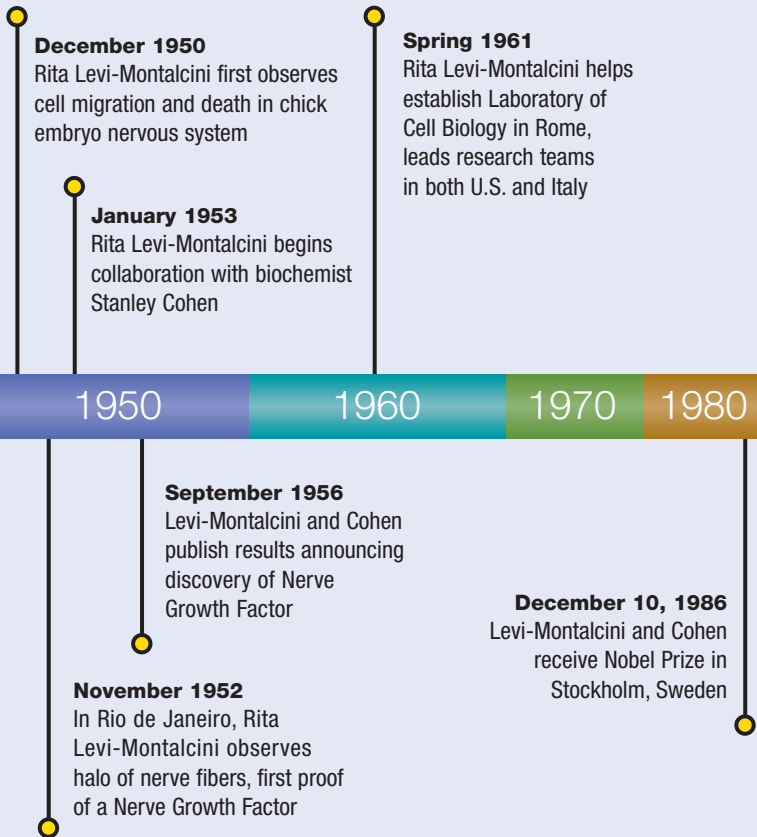 December 1950
Rita Levi-Montalcini first observes
cell migration and death in chick
embryo nervous system
Spring 1961
Rita Levi-Montalcini helps
establish Laboratory of
Cell Biology in Rome,
leads research teams
in both U.S. and Italy
January 1953
Rita Levi-Montalcini begins
collaboration with biochemist
Stanley Cohen
1950
1960
1970
1980
September 1956
Levi-Montalcini and Cohen
publish results announcing
discovery of Nerve
Growth Factor
December 10, 1986
Levi-Montalcini and Cohen
receive Nobel Prize in
Stockholm, Sweden
November 1952
In Rio de Janeiro, Rita
Levi-Montalcini observes
halo of nerve fibers, first proof
of a Nerve Growth Factor